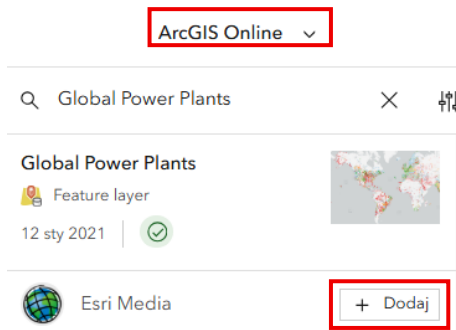 ArcGIS Online
Global Power Plants
Global Power Plants
Feature layer
12 sty 2021
Esri Media
+ Dodaj